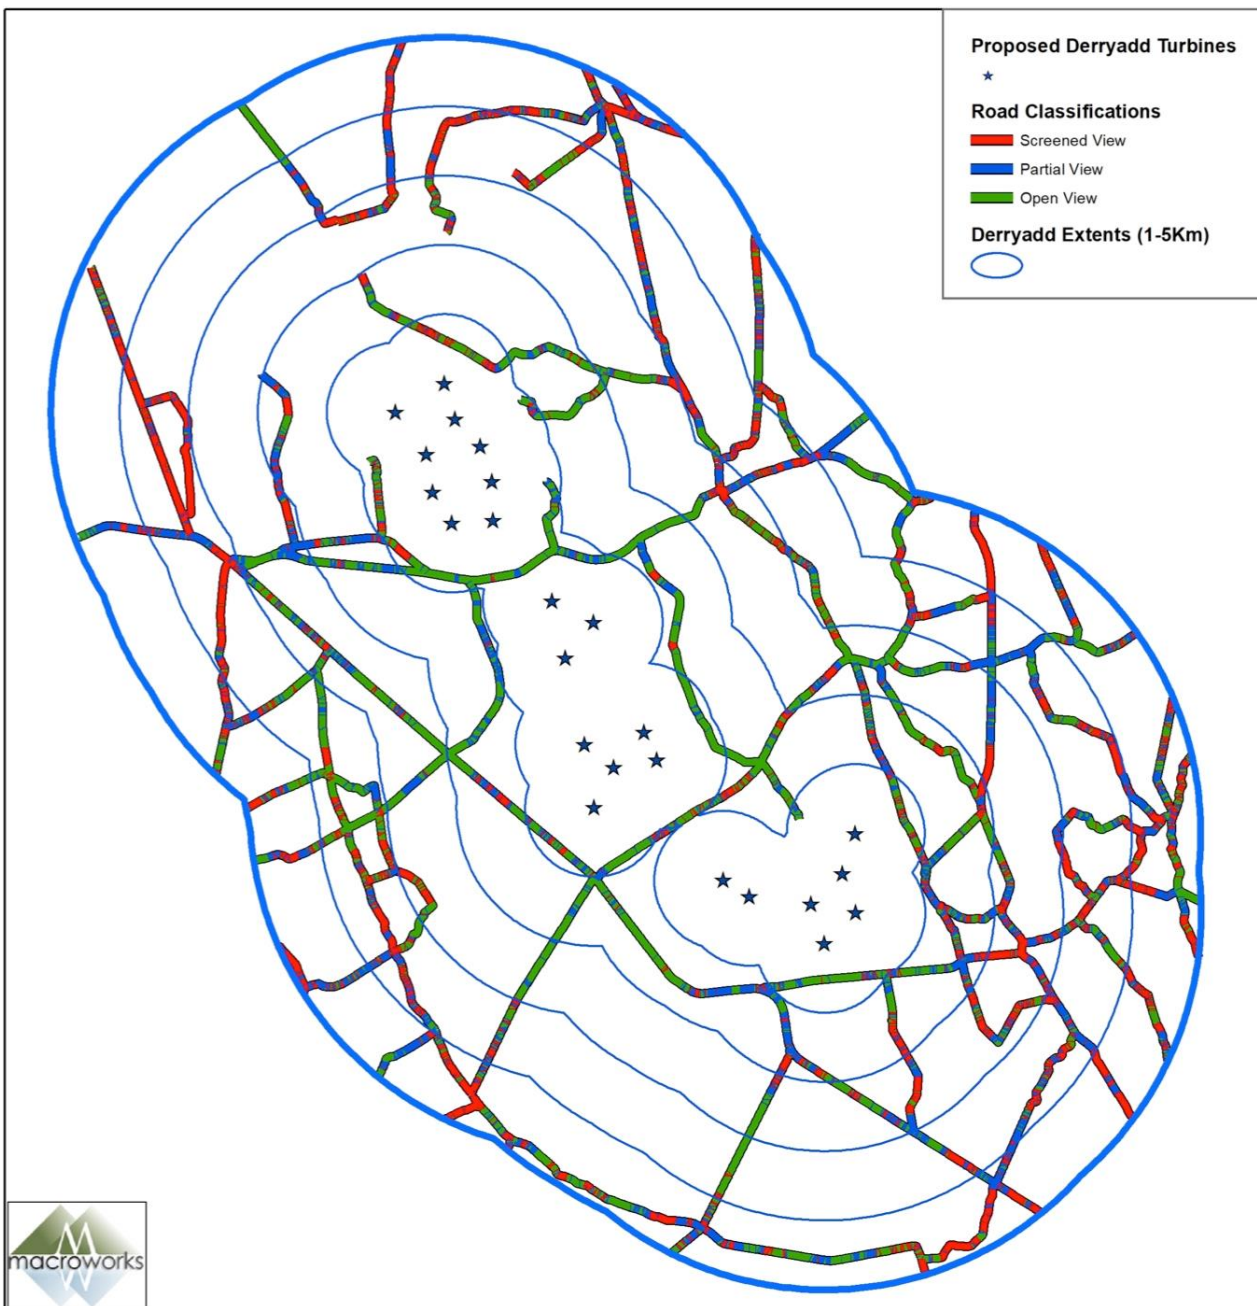 Proposed Derryadd Turbines
Road Classifications
Screened View
Partial View
Open View
Derryadd Extents (1-5Km)
macroworks